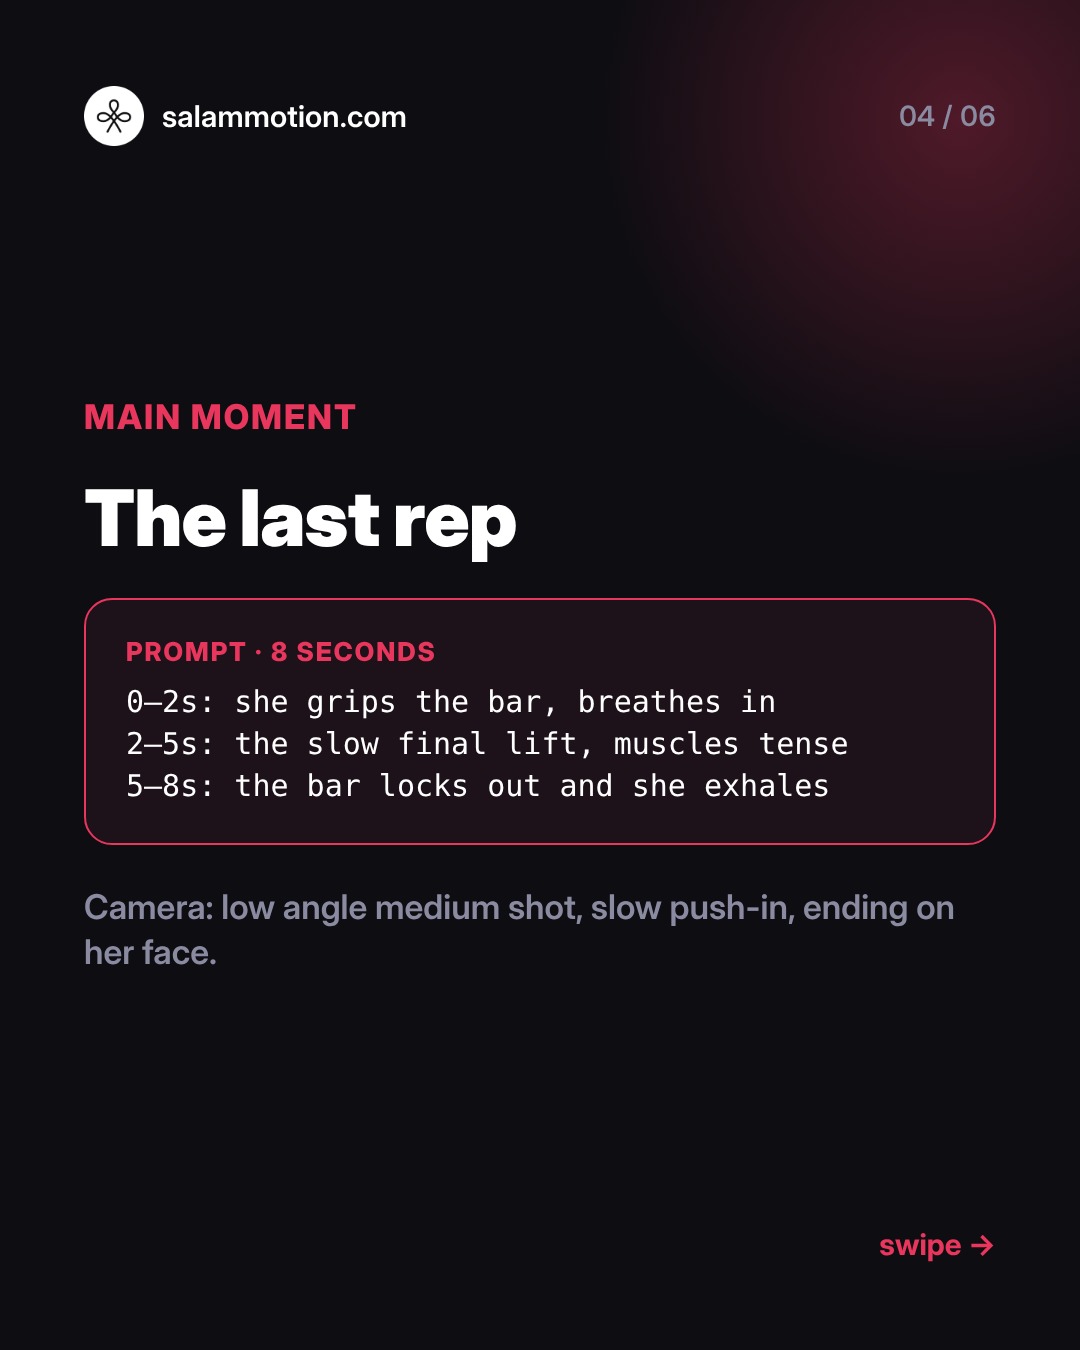 salammotion.com
04 / 06
MAIN MOMENT
The last rep
PROMPT · 8 SECONDS
0–2s: she grips the bar, breathes in
2–5s: the slow final lift, muscles tense
5–8s: the bar locks out and she exhales
Camera: low angle medium shot, slow push-in, ending on
her face.
swipe →